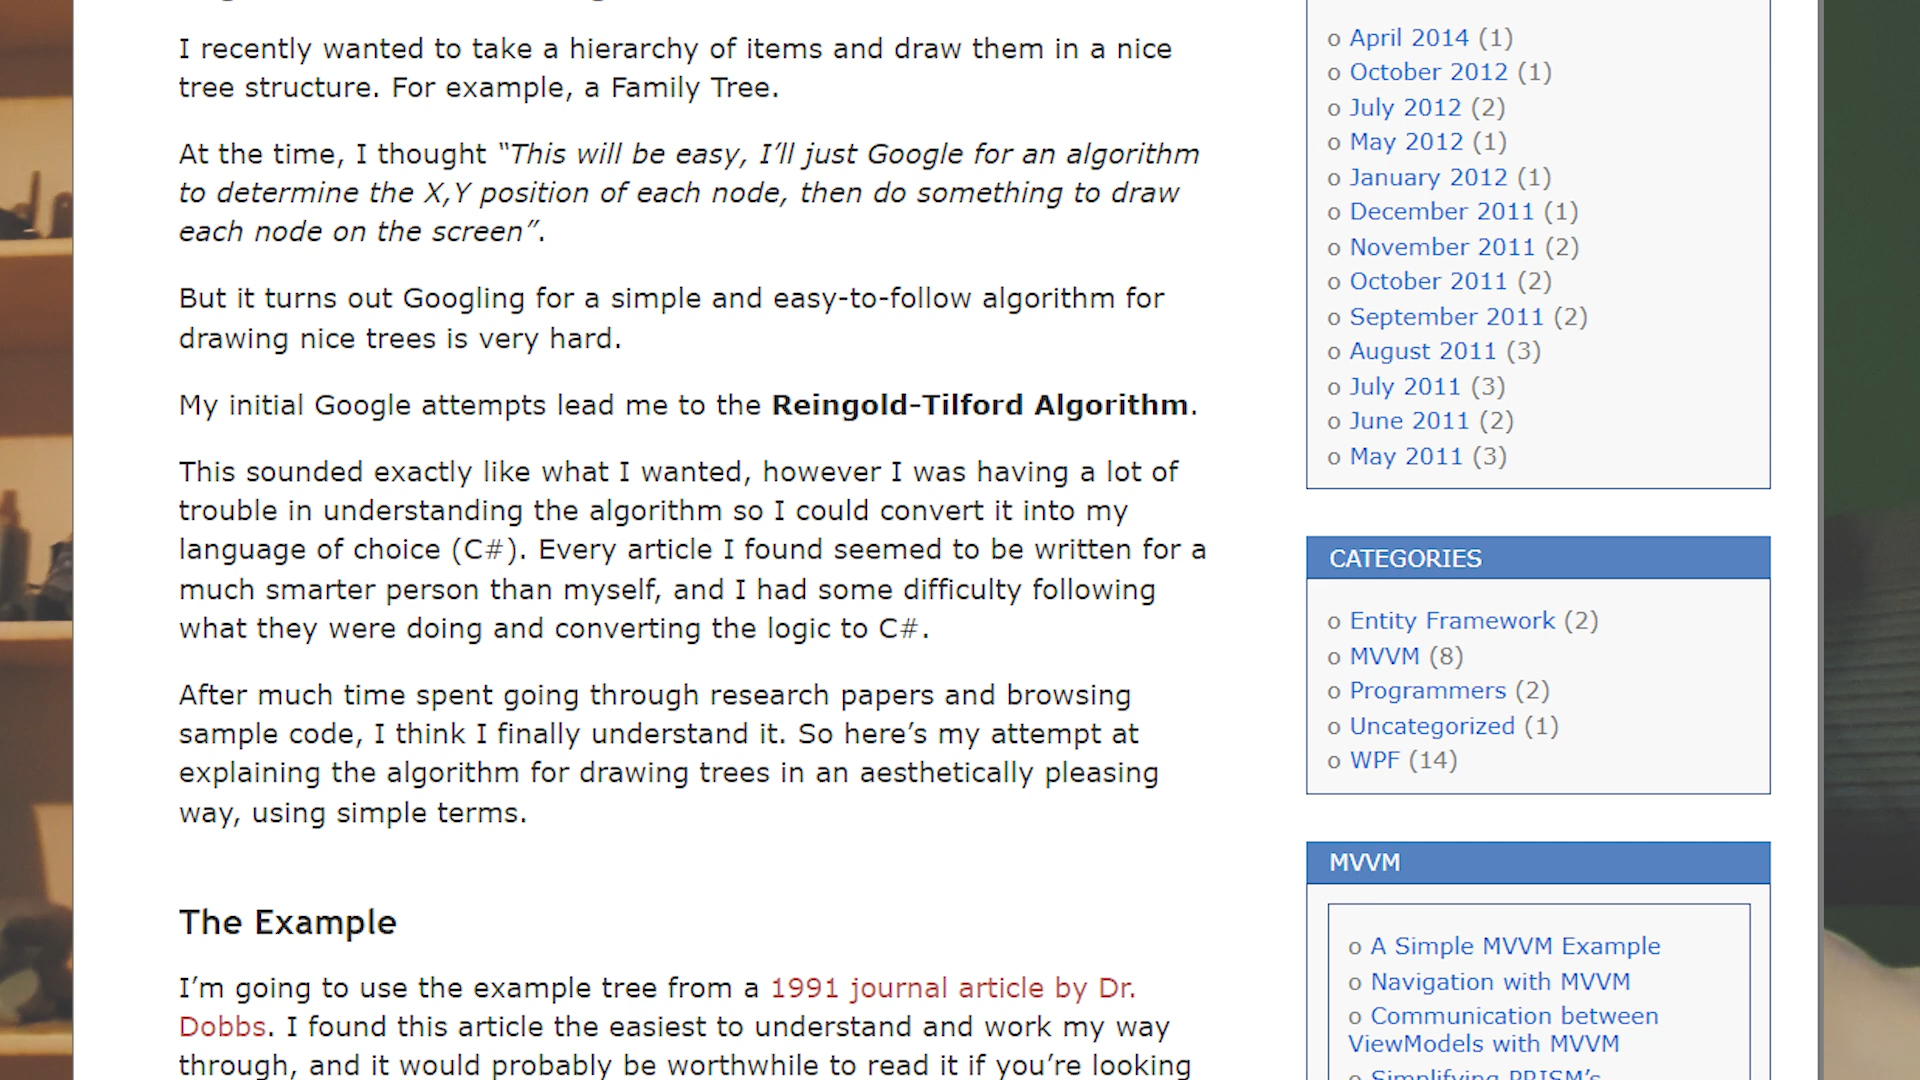 I recently wanted to take a hierarchy of items and draw them in a nice
tree structure. For example, a Family Tree.
At the time, I thought “This will be easy, I’ll just Google for an algorithm
to determine the X,Y position of each node, then do something to draw
each node on the screen”.
But it turns out Googling for a simple and easy-to-follow algorithm for
drawing nice trees is very hard.
My initial Google attempts lead me to the Reingold-Tilford Algorithm.
This sounded exactly like what I wanted, however I was having a lot of
trouble in understanding the algorithm so I could convert it into my
language of choice (C#). Every article I found seemed to be written for a
much smarter person than myself, and I had some difficulty following
what they were doing and converting the logic to C#.
After much time spent going through research papers and browsing
sample code, I think I finally understand it. So here’s my attempt at
explaining the algorithm for drawing trees in an aesthetically pleasing
way, using simple terms.
The Example
I’m going to use the example tree from a 1991 journal article by Dr.
Dobbs. I found this article the easiest to understand and work my way
through, and it would probably be worthwhile to read it if you’re looking
o April 2014 (1)
o October 2012 (1)
o July 2012 (2)
o May 2012 (1)
o January 2012 (1)
o December 2011 (1)
o November 2011 (2)
o October 2011 (2)
o September 2011 (2)
o August 2011 (3)
o July 2011 (3)
o June 2011 (2)
o May 2011 (3)
CATEGORIES
o Entity Framework (2)
o MVVM (8)
o Programmers (2)
o Uncategorized (1)
o WPF (14)
MVVM
o A Simple MVVM Example
o Navigation with MVVM
o Communication between
ViewModels with MVVM
o Simplifying PRISM’s